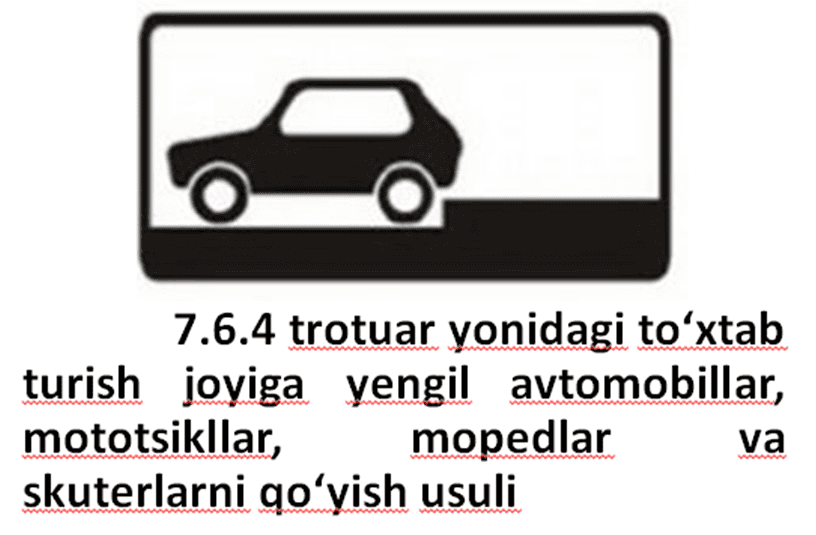 7.6.4 trotuar yonidagi to‘xtab
turish joyiga yengil avtomobillar,
mototsikllar, mopedlar va
skuterlarni qo‘yish usuli